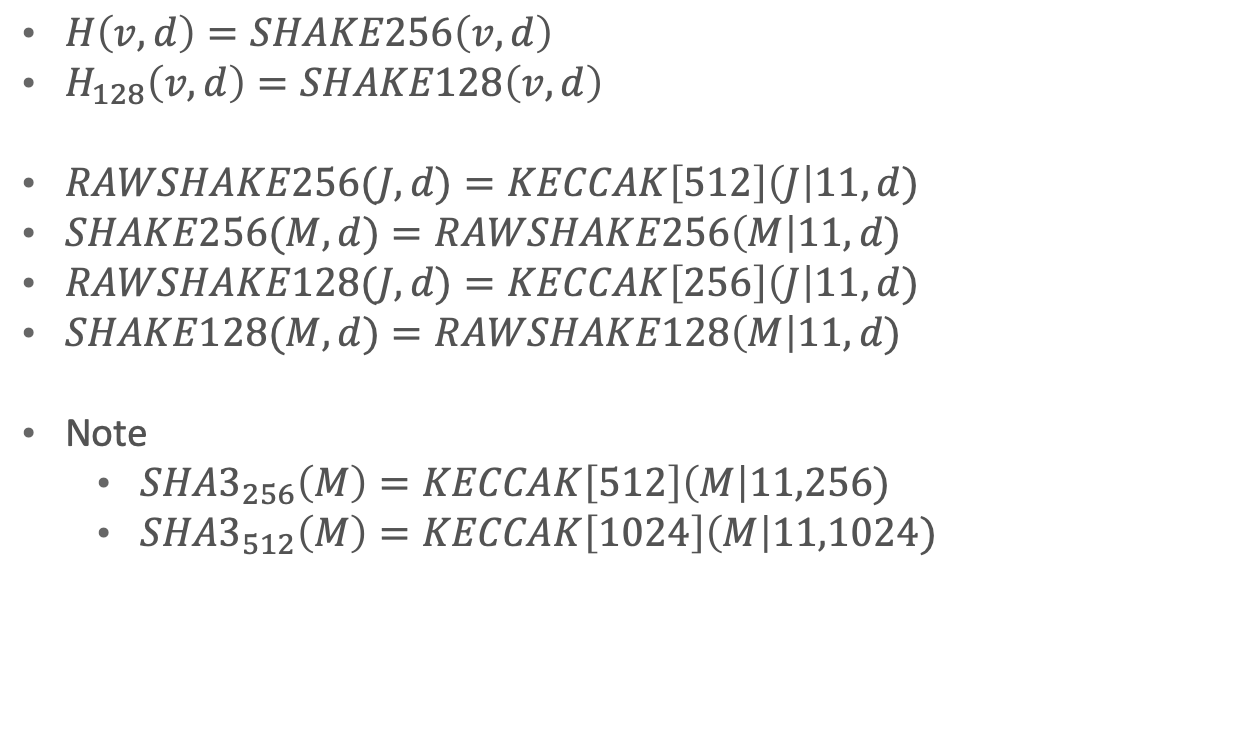 • H(v, d) = SHAKE256(v, d)
• H₁₂₈(v, d) = SHAKE128(v, d)
• RAWSHAKE256(J, d) = KECCAK[512](J|11, d)
• SHAKE256(M, d) = RAWSHAKE256(M|11, d)
• RAWSHAKE128(J, d) = KECCAK[256](J|11, d)
• SHAKE128(M, d) = RAWSHAKE128(M|11, d)
• Note
• SHA3₂₅₆(M) = KECCAK[512](M|11,256)
• SHA3₅₁₂(M) = KECCAK[1024](M|11,1024)